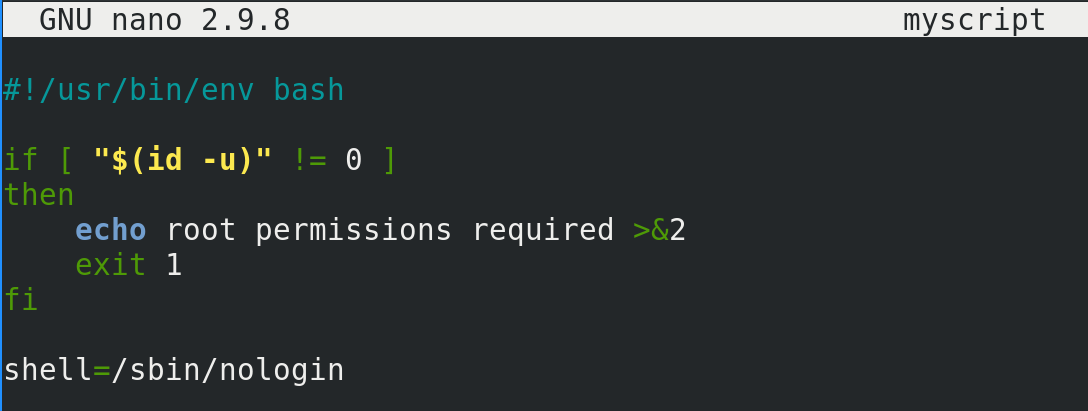 GNU nano 2.9.8 myscript
#!/usr/bin/env bash
if [ "$(id -u)" != 0 ]
then
    echo root permissions required >&2
    exit 1
fi
shell=/sbin/nologin